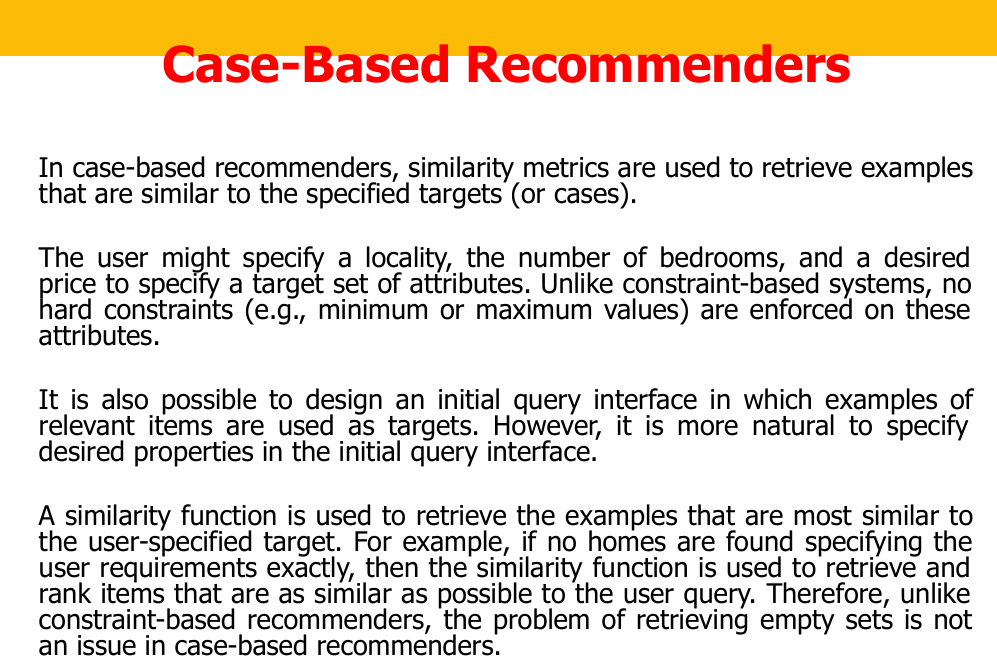 Case-Based Recommenders
In case-based recommenders, similarity metrics are used to retrieve examples
that are similar to the specified targets (or cases).
The user might specify a locality, the number of bedrooms, and a desired
price to specify a target set of attributes. Unlike constraint-based systems, no
hard constraints (e.g., minimum or maximum values) are enforced on these
attributes.
It is also possible to design an initial query interface in which examples of
relevant items are used as targets. However, it is more natural to specify
desired properties in the initial query interface.
A similarity function is used to retrieve the examples that are most similar to
the user-specified target. For example, if no homes are found specifying the
user requirements exactly, then the similarity function is used to retrieve and
rank items that are as similar as possible to the user query. Therefore, unlike
constraint-based recommenders, the problem of retrieving empty sets is not
an issue in case-based recommenders.